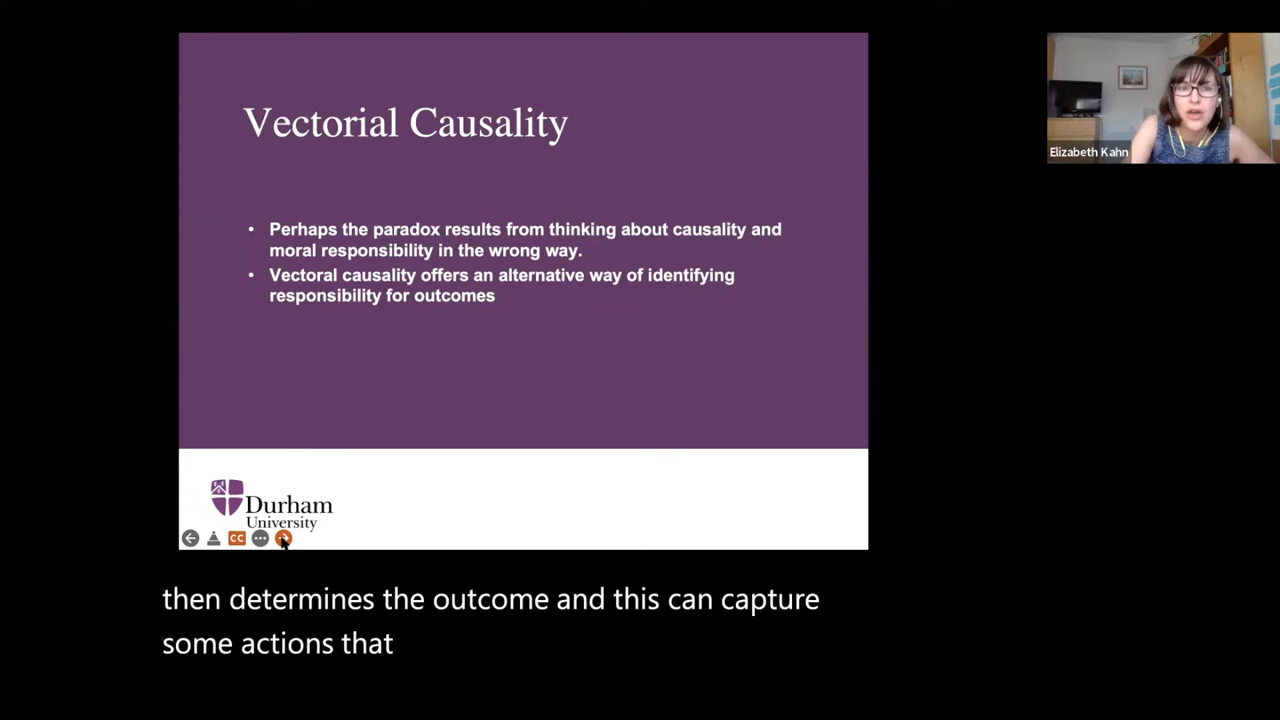 Vectorial Causality
• Perhaps the paradox results from thinking about causality and
moral responsibility in the wrong way.
• Vectoral causality offers an alternative way of identifying
responsibility for outcomes
Elizabeth Kahn
Durham
University
CC
then determines the outcome and this can capture
some actions that